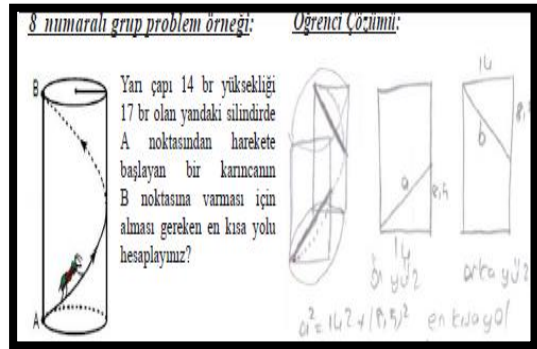 8 numaralı grup problem örneği:
Öğrenci Çözümü:
Yarı çapı 14 br yüksekliği
17 br olan yandaki silindirde
A noktasından harekete
başlayan bir karıncanın
B noktasına varması için
alması gereken en kısa yolu
hesaplayınız?
B
A
a
8,5
14
ön yüz
14
b
8,5
arka yüz
a² = 14² + (8,5)² en kısa yol